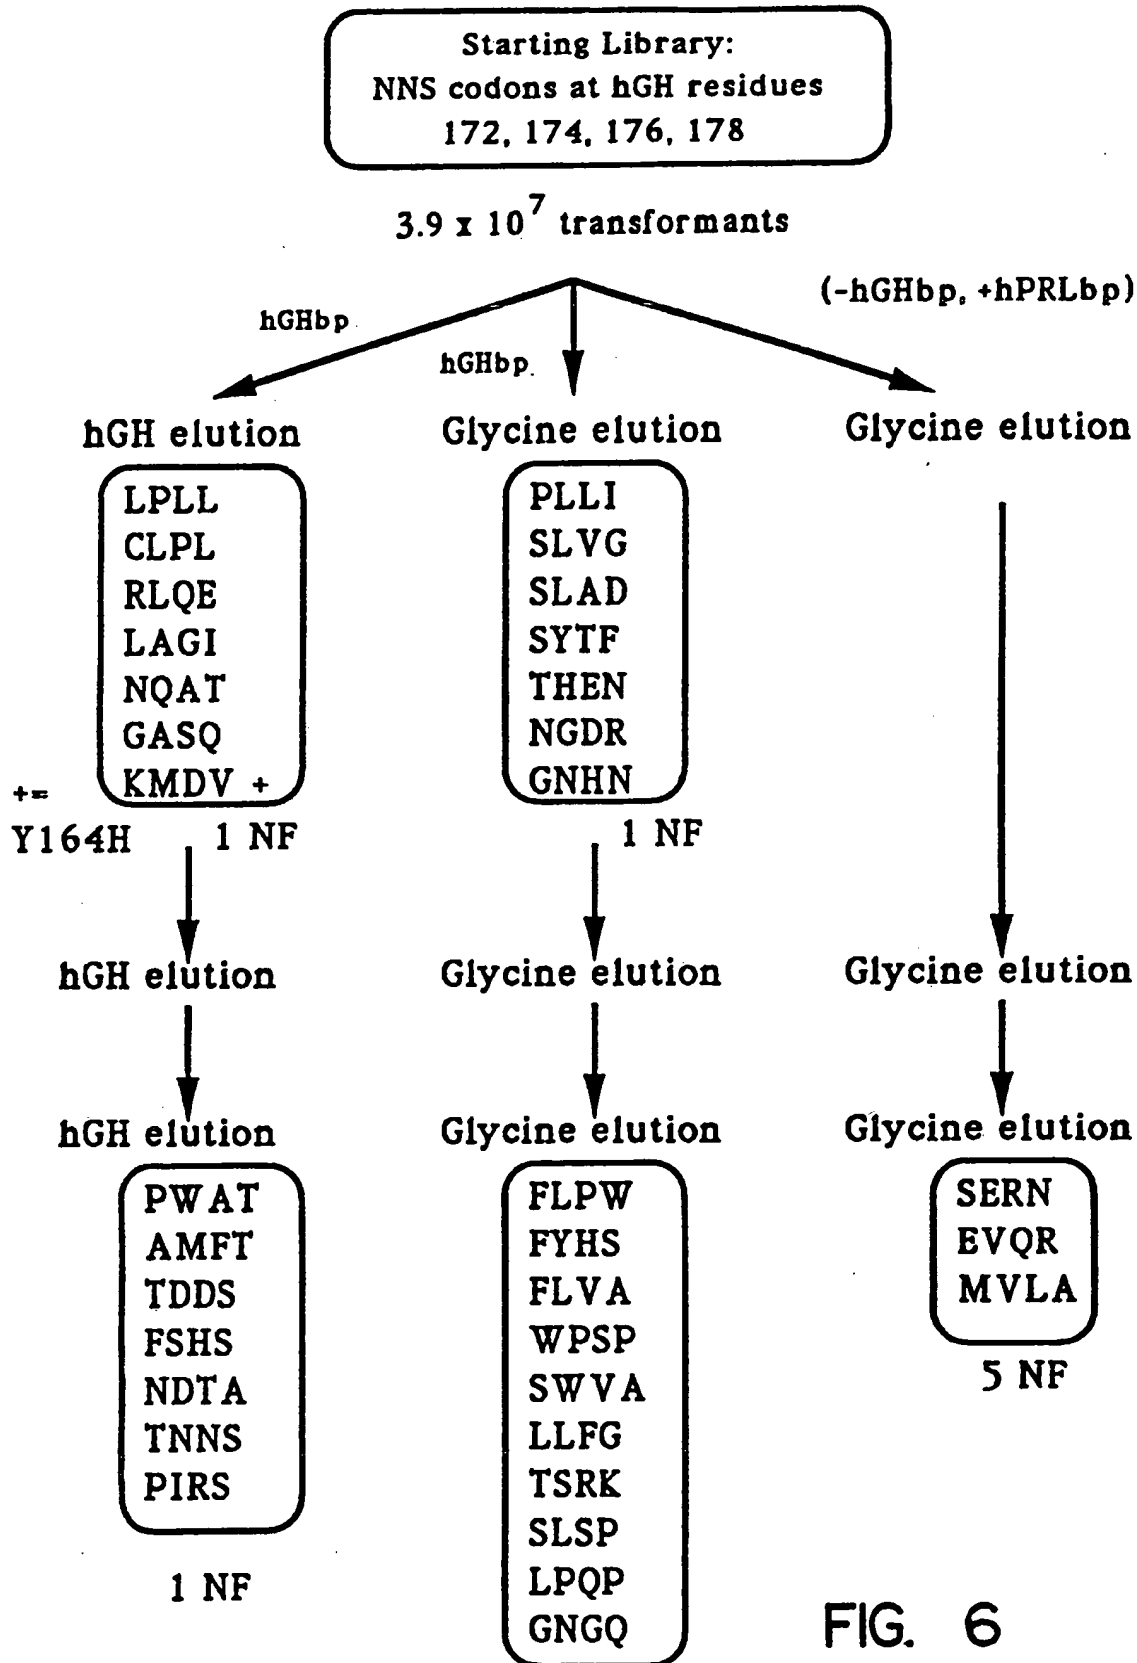 Starting Library:
NNS codons at hGH residues
172, 174, 176, 178
3.9 x 10^7 transformants
(-hGHbp, +hPRLbp)
hGHbp
hGHbp
hGH elution
LPLL
CLPL
RLQE
LAGI
NQAT
GASQ
KMDV +
+=
Y164H
1 NF
Glycine elution
PLLI
SLVG
SLAD
SYTF
THEN
NGDR
GNHN
1 NF
Glycine elution
hGH elution
Glycine elution
Glycine elution
hGH elution
PWAT
AMFT
TDDS
FSHS
NDTA
TNNS
PIRS
1 NF
Glycine elution
FLPW
FYHS
FLVA
WPSP
SWVA
LLFG
TSRK
SLSP
LPQP
GNGQ
Glycine elution
SERN
EVQR
MVLA
5 NF
FIG. 6